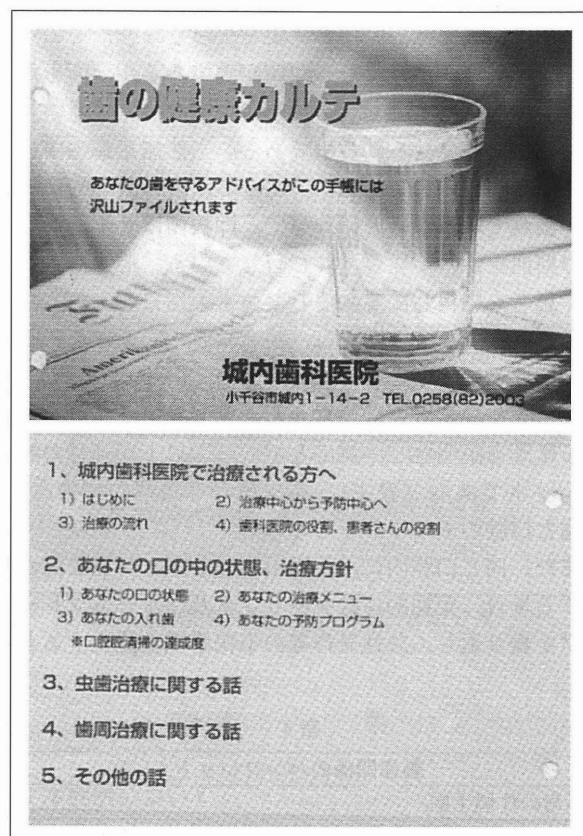 歯の健康カルテ
あなたの歯を守るアドバイスがこの手帳には
沢山ファイルされます
American
城内歯科医院
小千谷市城内1-14-2 TEL.0258(82)2003
1、城内歯科医院で治療される方へ
1) はじめに 2) 治療中心から予防中心へ
3) 治療の流れ 4) 歯科医院の役割、患者さんの役割
2、あなたの口の中の状態、治療方針
1) あなたの口の状態 2) あなたの治療メニュー
3) あなたの入れ歯 4) あなたの予防プログラム
※口腔腔清掃の達成度
3、虫歯治療に関する話
4、歯周治療に関する話
5、その他の話